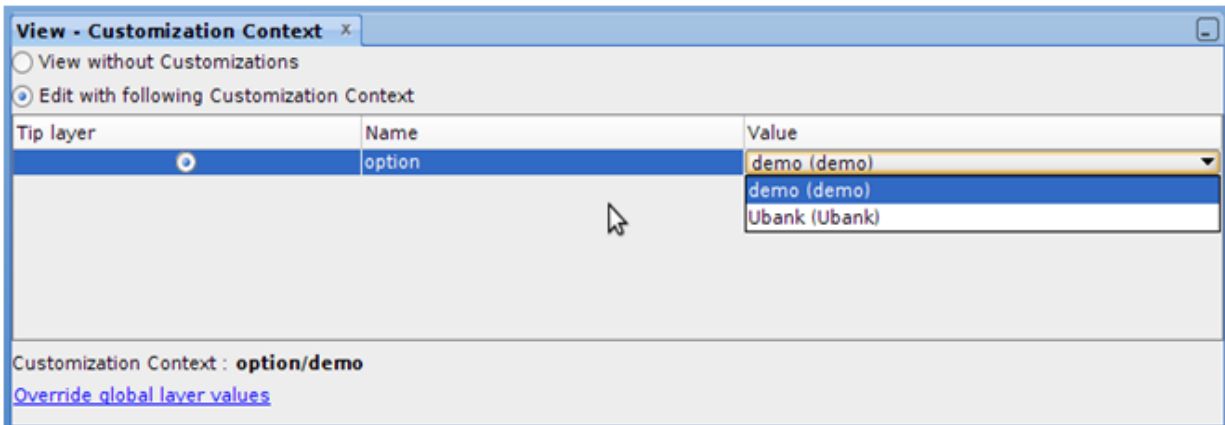 View - Customization Context x
View without Customizations
Edit with following Customization Context
Tip layer Name Value
option demo (demo)
demo (demo)
Ubank (Ubank)
Customization Context : option/demo
Override global layer values